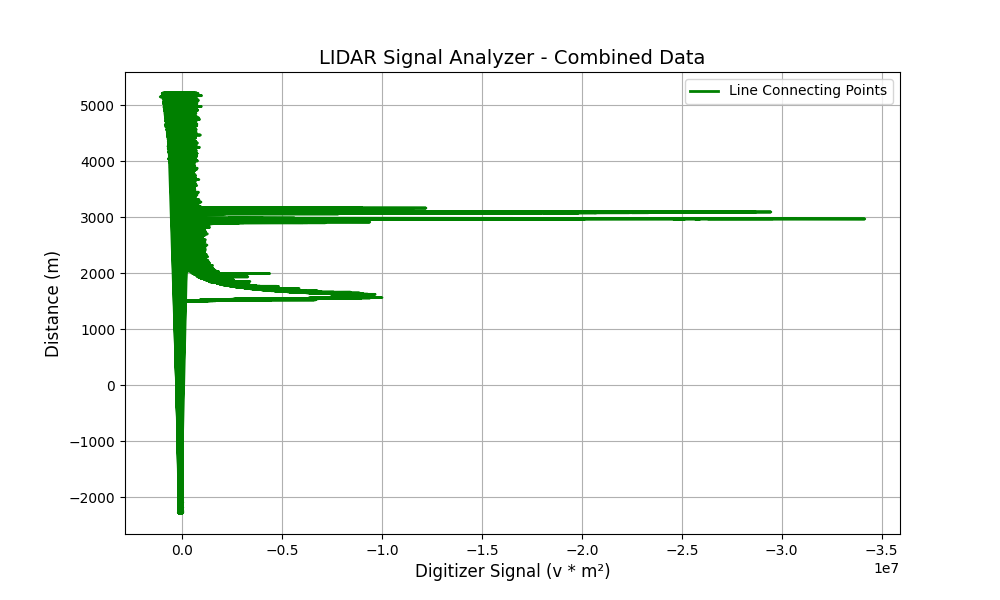 LIDAR Signal Analyzer - Combined Data
Line Connecting Points
5000
4000
3000
2000
1000
0
−1000
−2000
Distance (m)
0.0 −0.5 −1.0 −1.5 −2.0 −2.5 −3.0 −3.5
1e7
Digitizer Signal (v * m²)